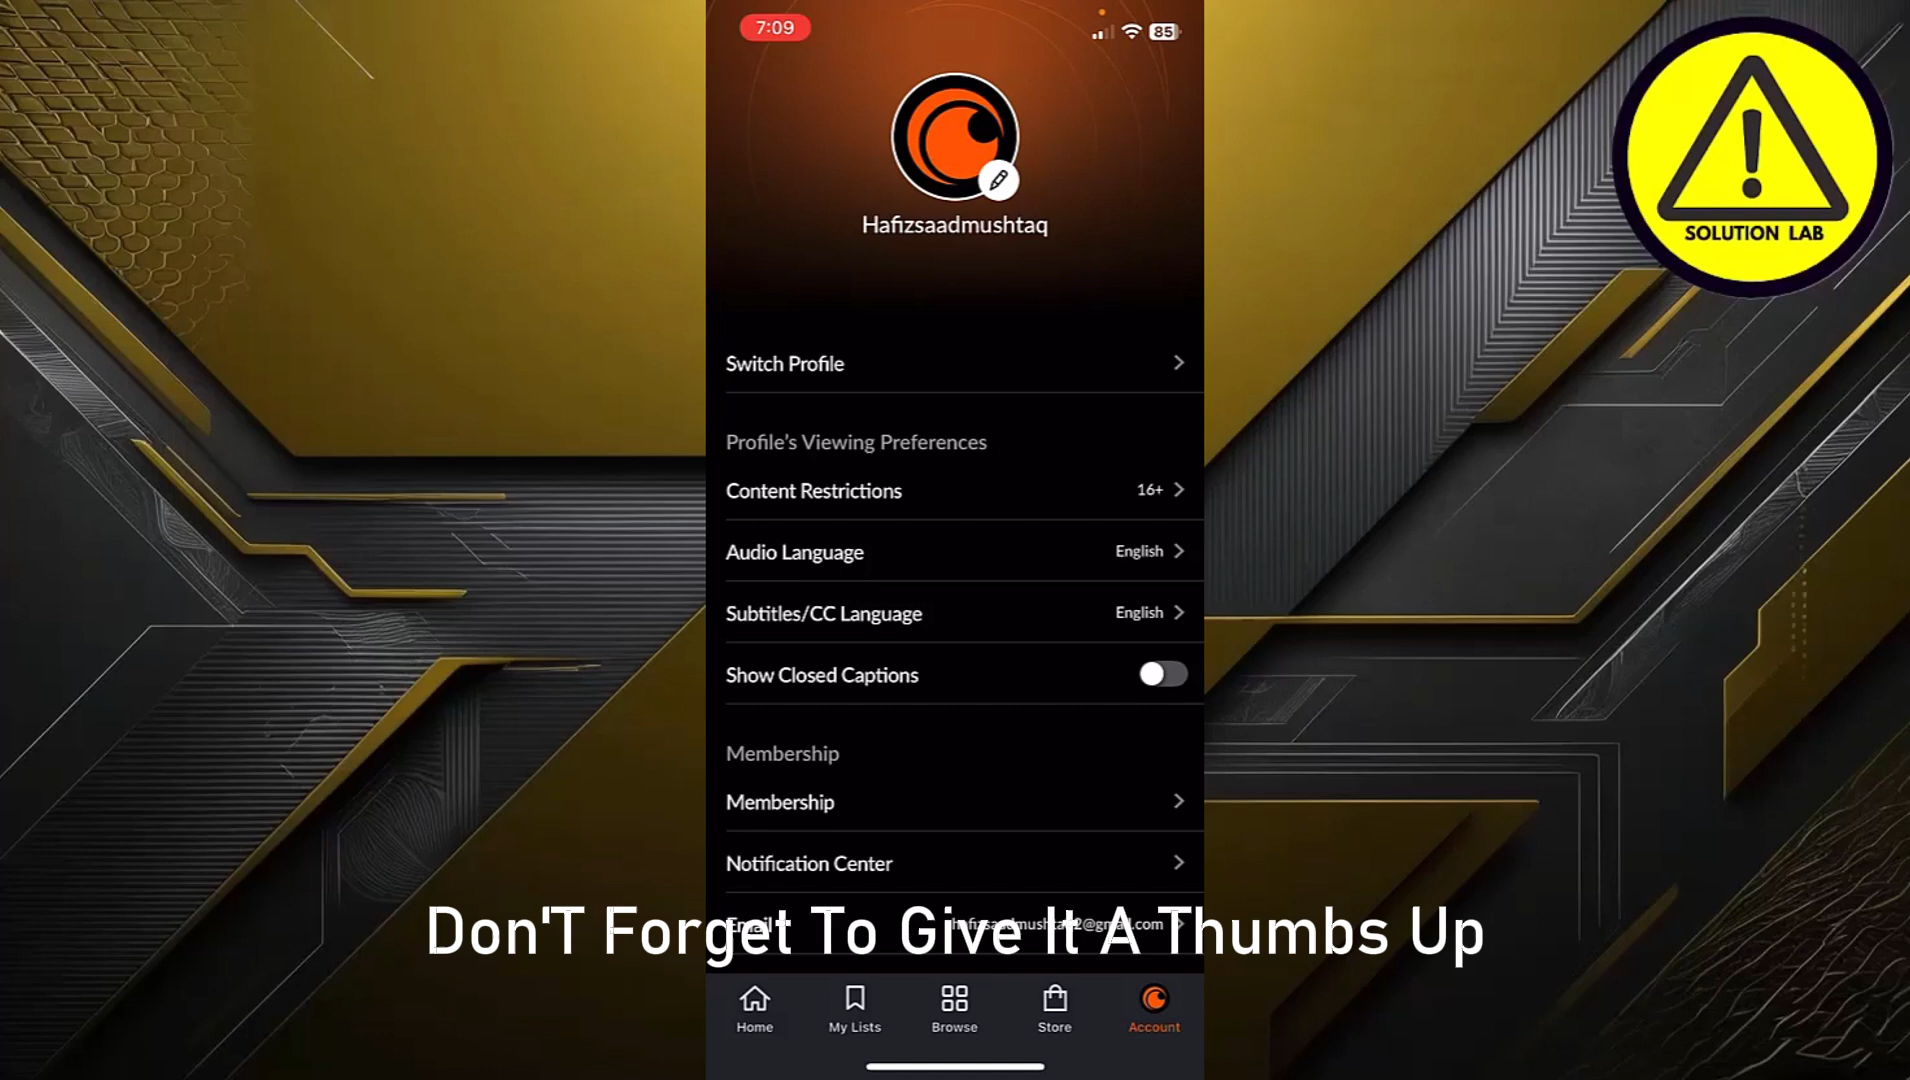 7:09
85
SOLUTION LAB
Hafizsaadmushtaq
Switch Profile
Profile's Viewing Preferences
Content Restrictions 16+
Audio Language English
Subtitles/CC Language English
Show Closed Captions
Membership
Membership
Notification Center
Email
Don'T Forget To Give It A Thumbs Up
Home My Lists Browse Store Account